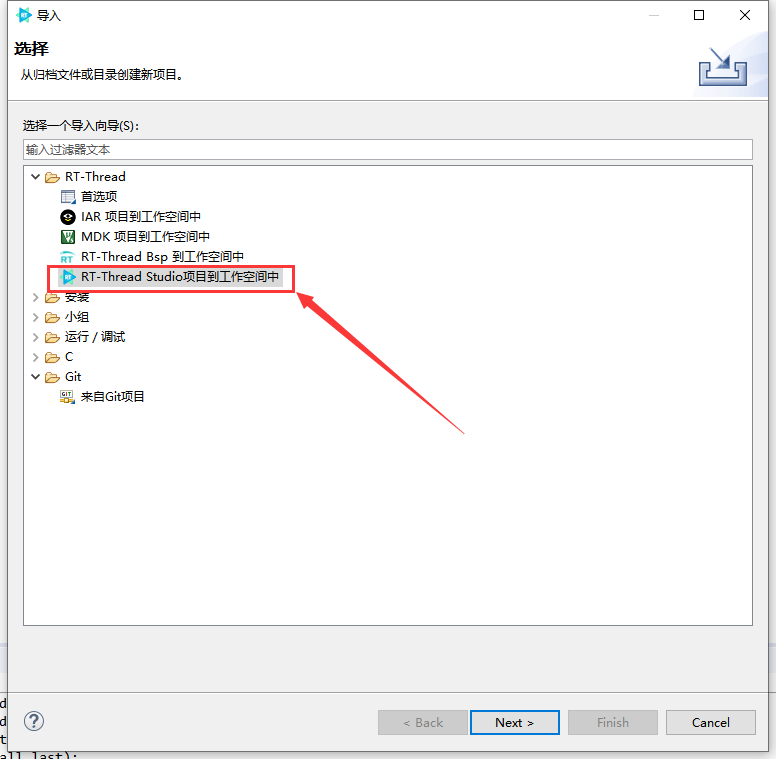 导入
选择
从归档文件或目录创建新项目。
选择一个导入向导(S):
输入过滤器文本
RT-Thread
首选项
IAR 项目到工作空间中
MDK 项目到工作空间中
RT-Thread Bsp 到工作空间中
RT-Thread Studio项目到工作空间中
安装
小组
运行 / 调试
C
Git
来自Git项目
d
d
t
< Back
Next >
Finish
Cancel
all last);